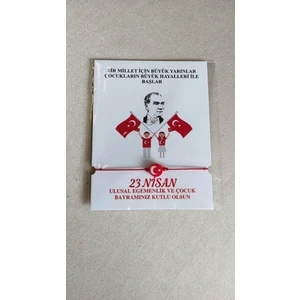 BİR MİLLET İÇİN BÜYÜK YARINLAR
ÇOCUKLARIN BÜYÜK HAYALLERİ İLE
BAŞLAR
23 NİSAN
ULUSAL EGEMENLİK VE ÇOCUK
BAYRAMINIZ KUTLU OLSUN